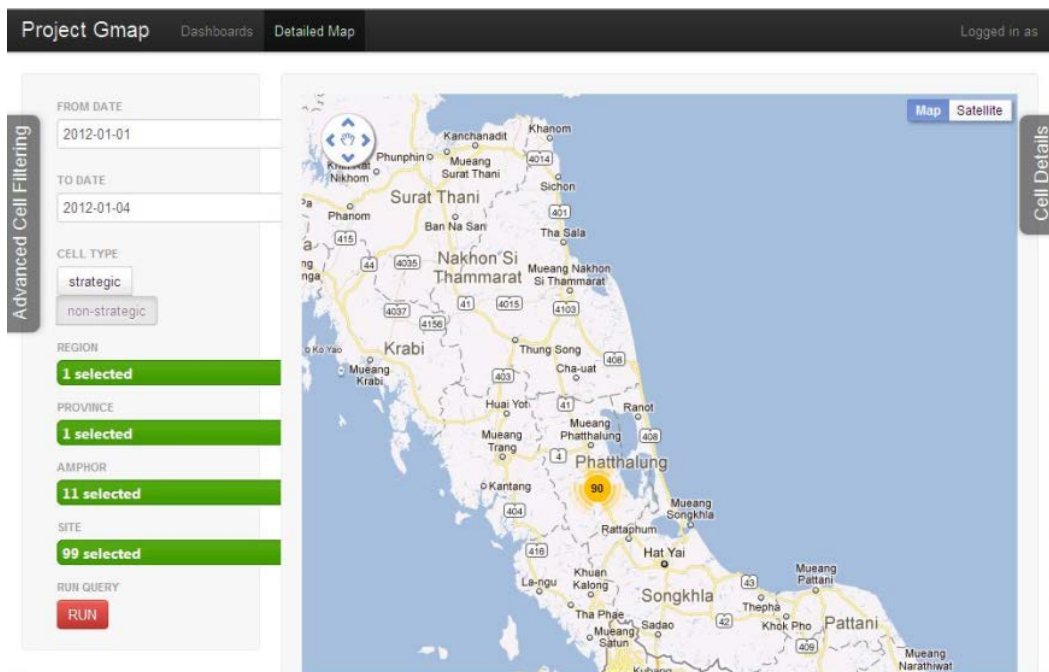 Project Gmap
Dashboards
Detailed Map
Logged in as
Advanced Cell Filtering
FROM DATE
2012-01-01
TO DATE
2012-01-04
CELL TYPE
strategic
non-strategic
REGION
1 selected
PROVINCE
1 selected
AMPHOR
11 selected
SITE
99 selected
RUN QUERY
RUN
Map
Satellite
Cell Details
Khanom
Kanchanadit
Phunphin
Mueang
Surat Thani
4014
Nikhom
Sichon
Surat Thani
Phanom
401
Ban Na San
Tha Sala
415
44
4035
Nakhon Si
Thammarat
Mueang Nakhon
Si Thammarat
41
4015
4103
4037
4156
Ko Yao
Krabi
Mueang
Krabi
Thung Song
408
Cha-uat
403
Huai Yot
41
Ranot
Mueang
Trang
Mueang
Phatthalung
408
4
Phatthalung
Kantang
90
404
Mueang
Songkhla
Rattaphum
416
Hat Yai
La-ngu
Khuan
Kalong
Songkhla
43
Mueang
Pattani
Thepha
Tha Phae
Mueang
Satun
Sadao
42
Khok Pho
Pattani
409
Mueang
Narathiwat
Kubang